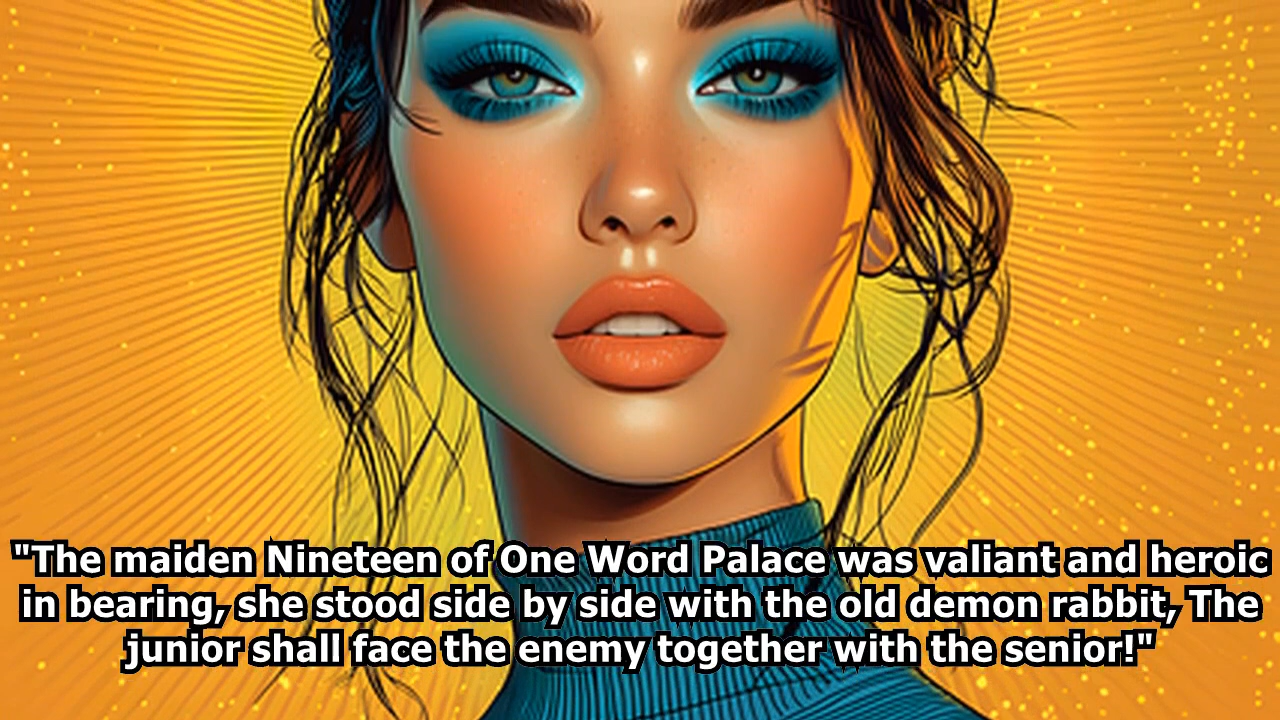 "The maiden Nineteen of One Word Palace was valiant and heroic
in bearing, she stood side by side with the old demon rabbit, The
junior shall face the enemy together with the senior!"